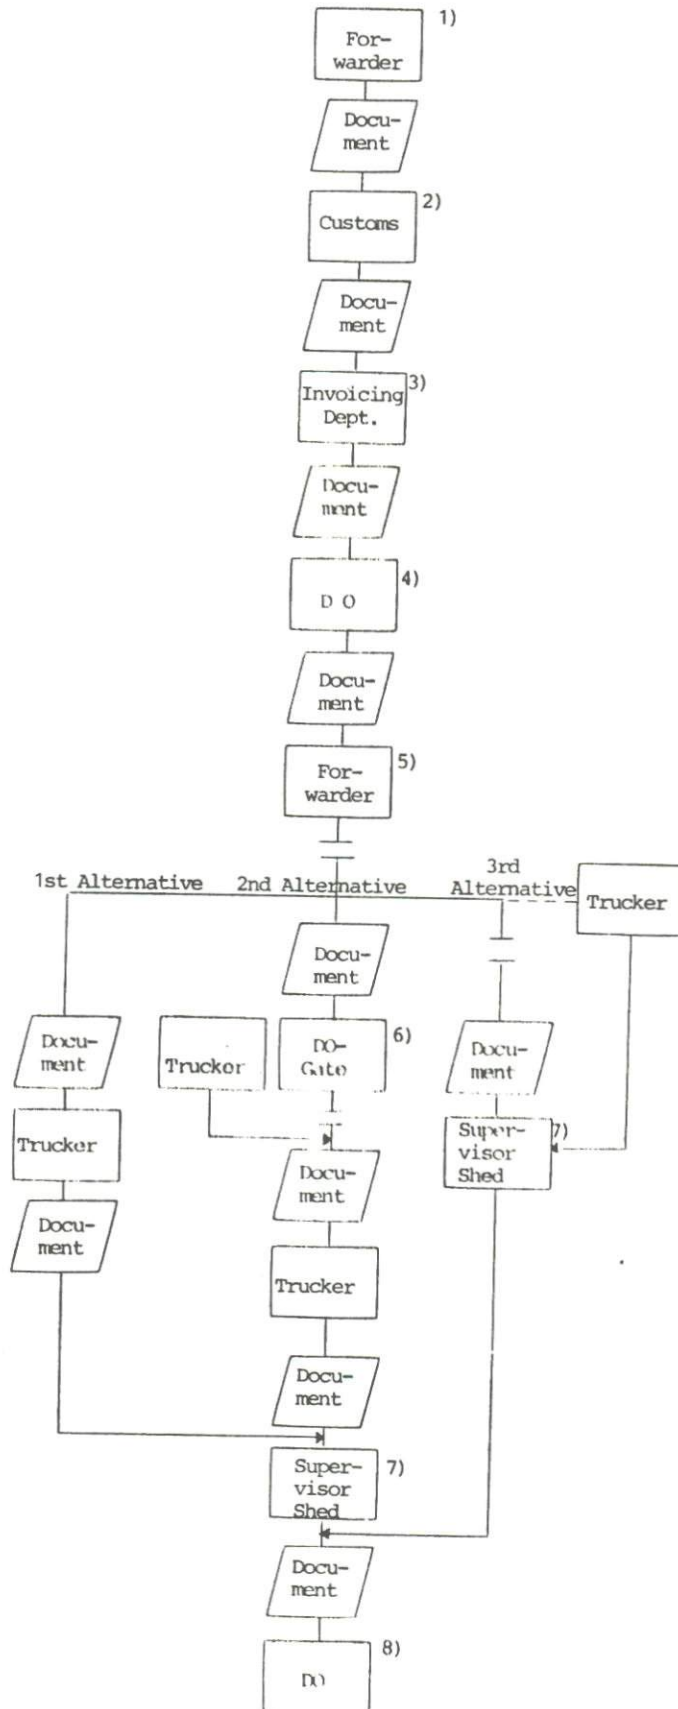 1)
For-
warder
Docu-
ment
2)
Customs
Docu-
ment
3)
Invoicing
Dept.
Docu-
ment
4)
D O
Docu-
ment
5)
For-
warder
1st Alternative
2nd Alternative
3rd
Alternative
Trucker
Docu-
ment
Docu-
ment
Trucker
6)
DO-
Gate
Docu-
ment
Trucker
Super-
visor
Shed
7)
Docu-
ment
Docu-
ment
Trucker
Docu-
ment
7)
Super-
visor
Shed
Docu-
ment
8)
DO